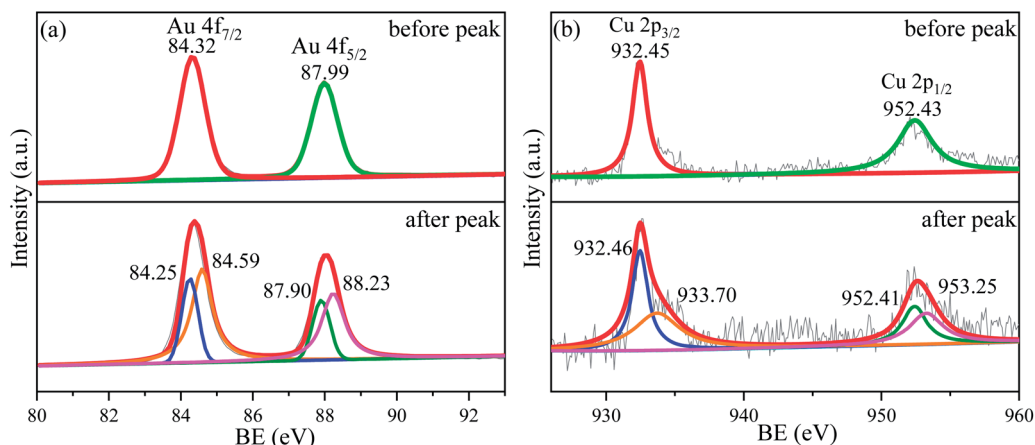 (a)
Au 4f7/2
84.32
Au 4f5/2
87.99
before peak
after peak
84.25
84.59
87.90
88.23
Intensity (a.u.)
80 82 84 86 88 90 92
BE (eV)
(b)
Cu 2p3/2
932.45
before peak
Cu 2p1/2
952.43
after peak
932.46
933.70
952.41
953.25
Intensity (a.u.)
930 940 950 960
BE (eV)